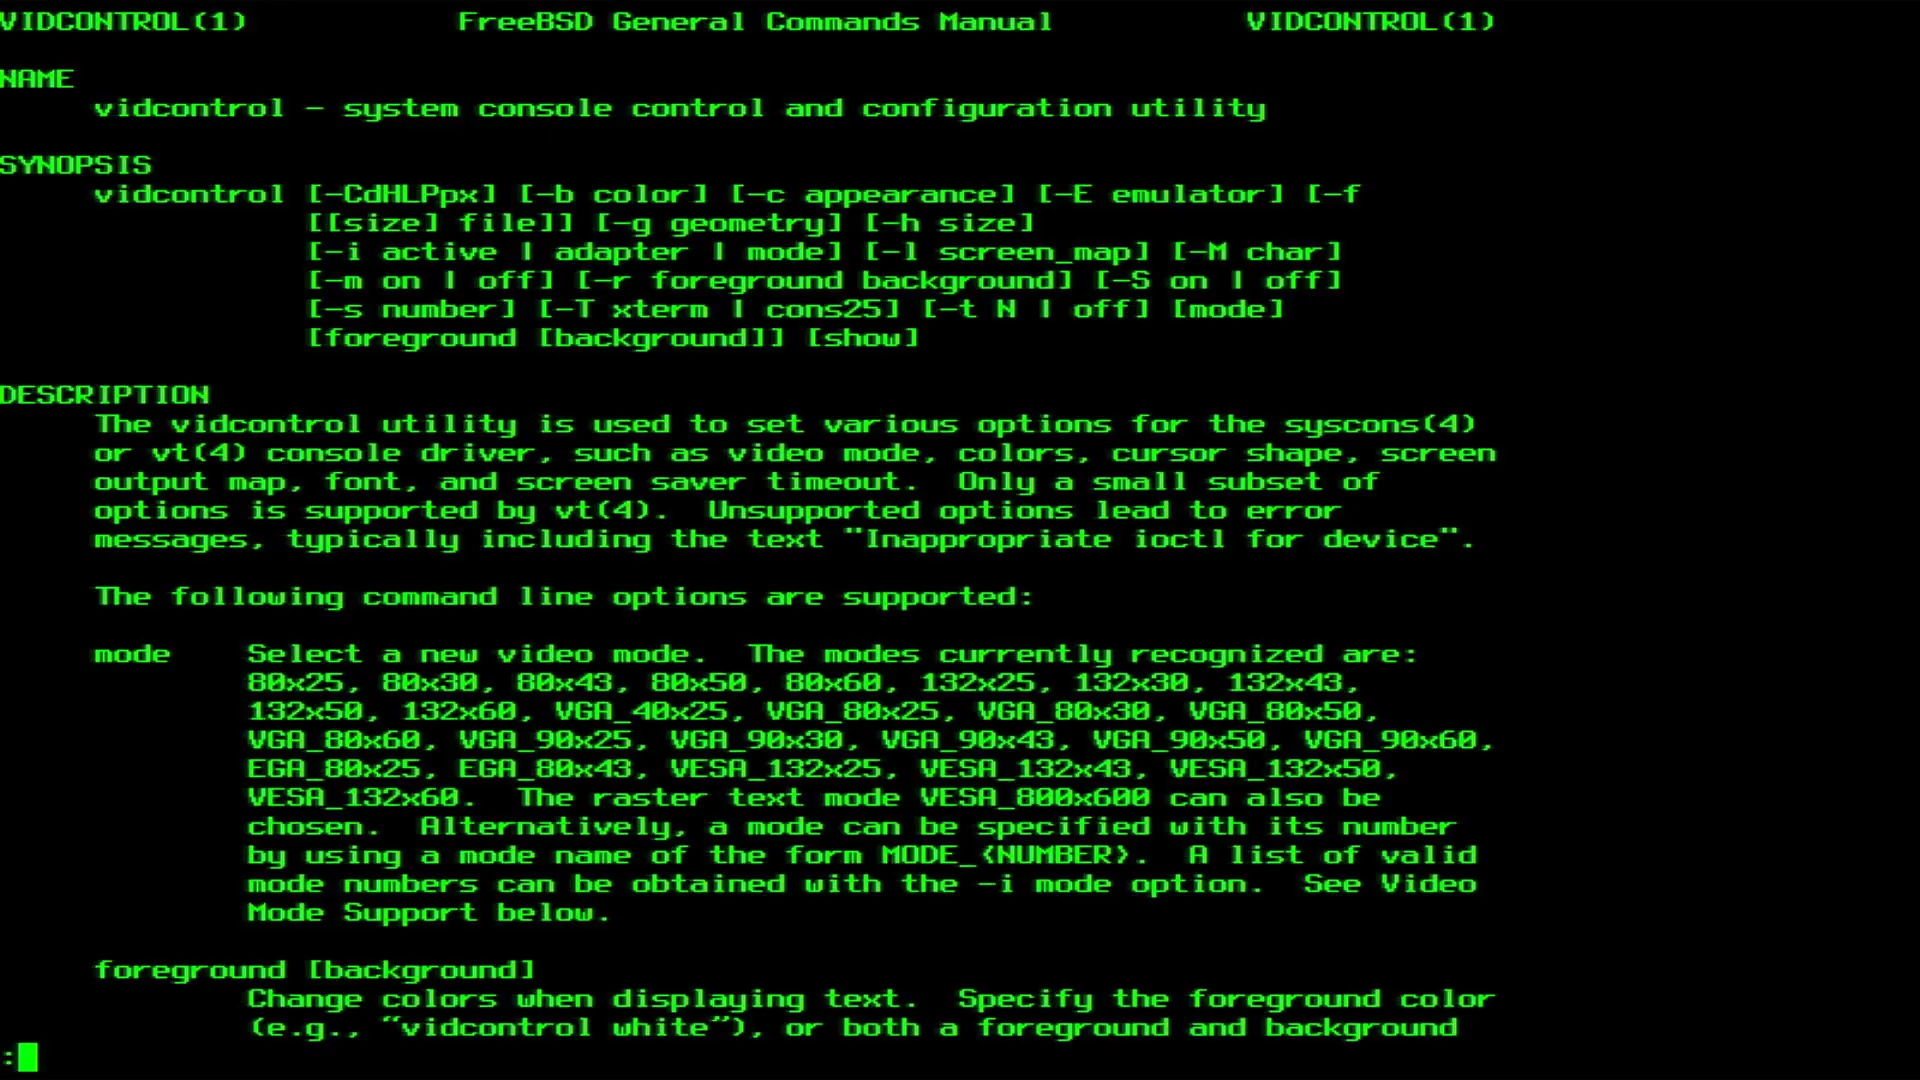 VIDCONTROL(1)           FreeBSD General Commands Manual          VIDCONTROL(1)
NAME
vidcontrol – system console control and configuration utility
SYNOPSIS
vidcontrol [-CdHLPpx] [-b color] [-c appearance] [-E emulator] [-f
[[size] file]] [-g geometry] [-h size]
[-i active | adapter | mode] [-l screen_map] [-M char]
[-m on | off] [-r foreground background] [-S on | off]
[-s number] [-T xterm | cons25] [-t N | off] [mode]
[foreground [background]] [show]
DESCRIPTION
The vidcontrol utility is used to set various options for the syscons(4)
or vt(4) console driver, such as video mode, colors, cursor shape, screen
output map, font, and screen saver timeout.  Only a small subset of
options is supported by vt(4).  Unsupported options lead to error
messages, typically including the text "Inappropriate ioctl for device".
The following command line options are supported:
mode    Select a new video mode.  The modes currently recognized are:
80x25, 80x30, 80x43, 80x50, 80x60, 132x25, 132x30, 132x43,
132x50, 132x60, VGA_40x25, VGA_80x25, VGA_80x30, VGA_80x50,
VGA_80x60, VGA_90x25, VGA_90x30, VGA_90x43, VGA_90x50, VGA_90x60,
EGA_80x25, EGA_80x43, VESA_132x25, VESA_132x43, VESA_132x50,
VESA_132x60.  The raster text mode VESA_800x600 can also be
chosen.  Alternatively, a mode can be specified with its number
by using a mode name of the form MODE_{NUMBER}.  A list of valid
mode numbers can be obtained with the -i mode option.  See Video
Mode Support below.
foreground [background]
Change colors when displaying text.  Specify the foreground color
(e.g., “vidcontrol white”), or both a foreground and background
: